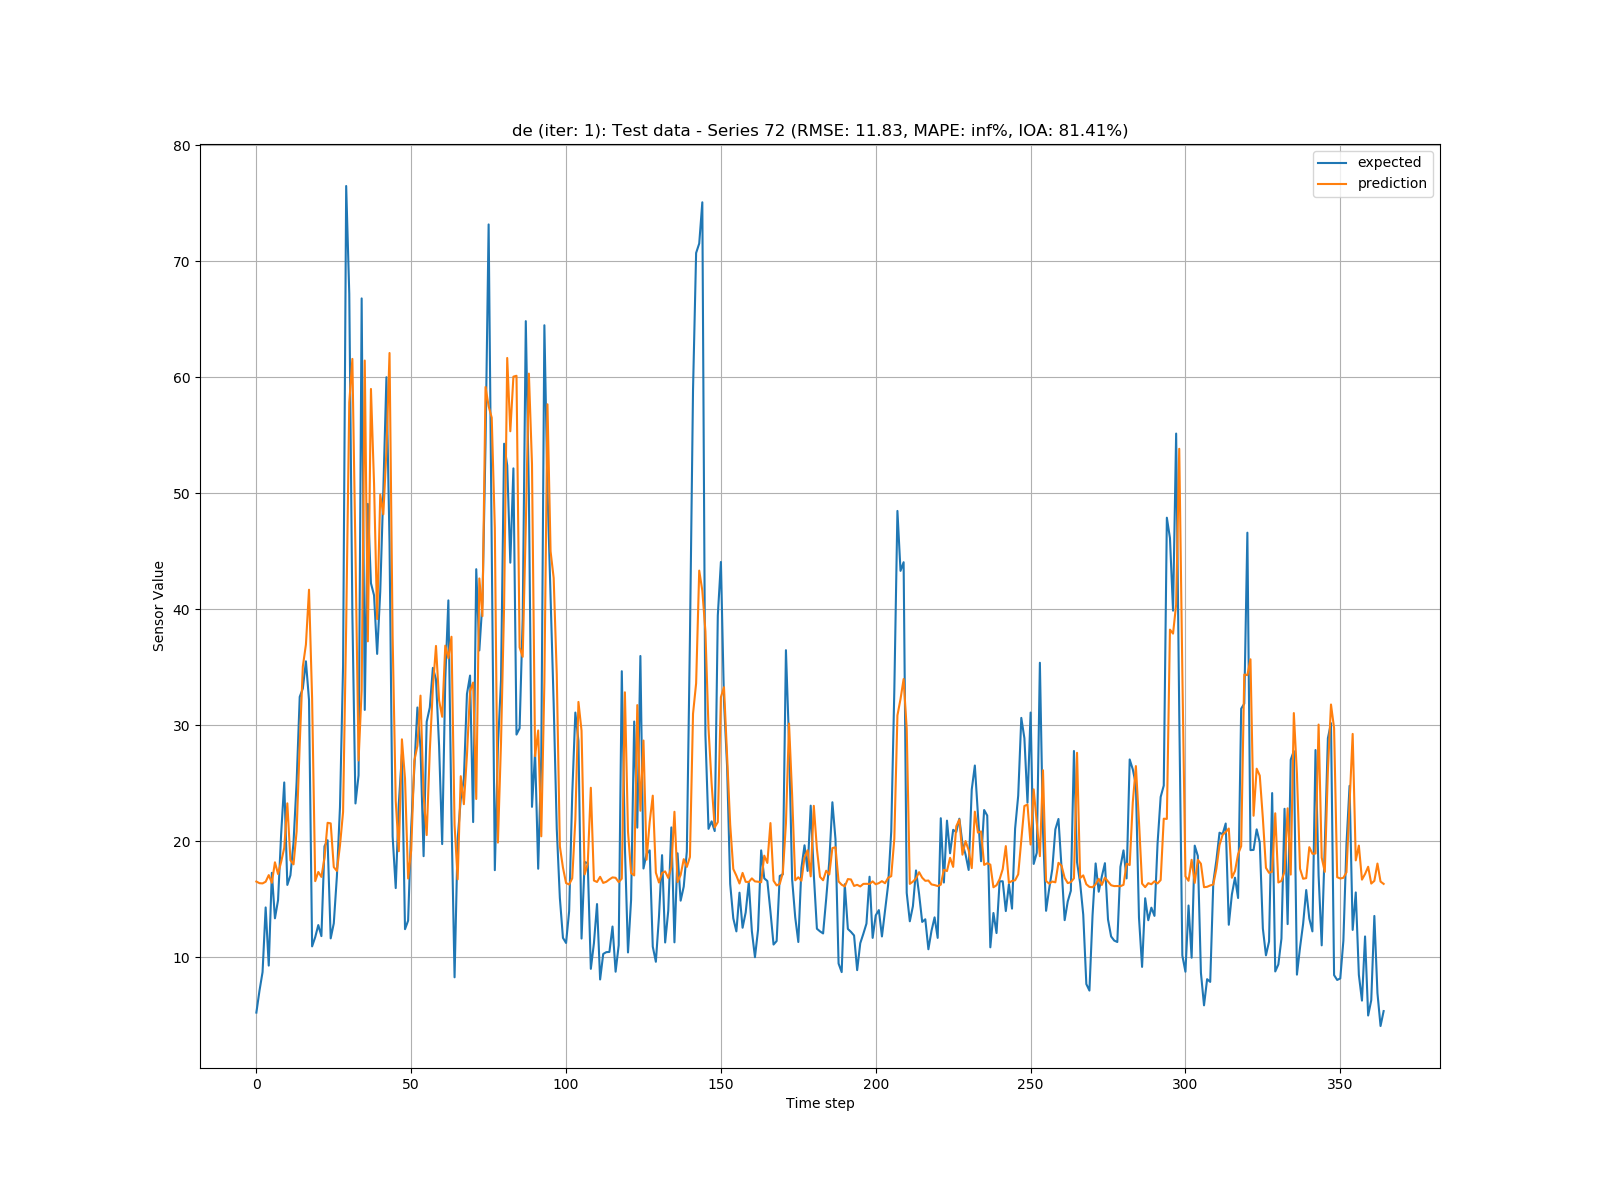 de (iter: 1): Test data - Series 72 (RMSE: 11.83, MAPE: inf%, IOA: 81.41%)
expected
prediction
80
70
60
50
40
30
20
10
Sensor Value
0 50 100 150 200 250 300 350
Time step